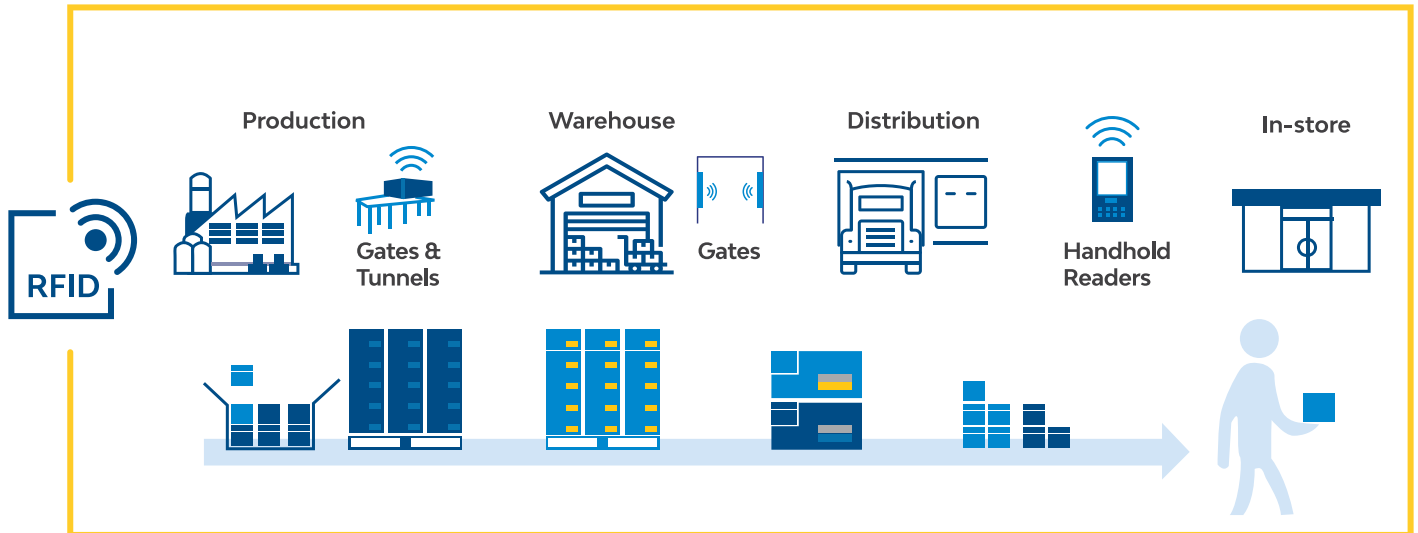 Production
Warehouse
Distribution
In-store
RFID
Gates &
Tunnels
Gates
Handhold
Readers